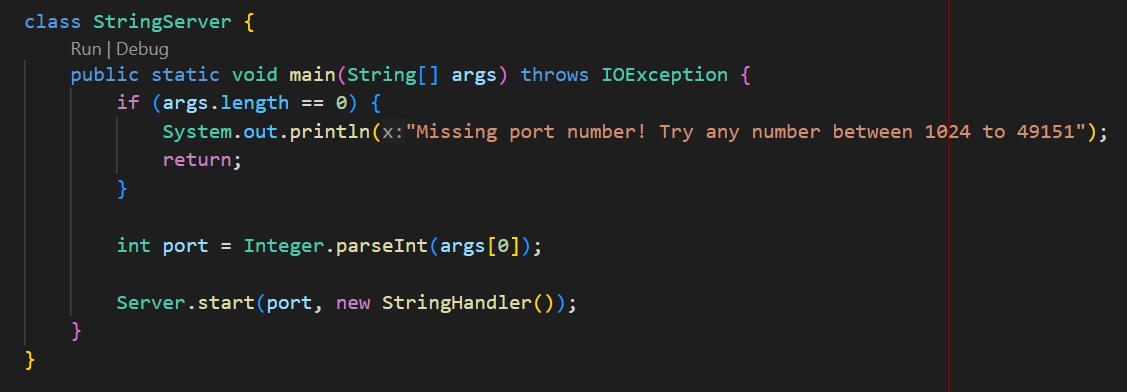 class StringServer {
Run | Debug
public static void main(String[] args) throws IOException {
if (args.length == 0) {
System.out.println(x:"Missing port number! Try any number between 1024 to 49151");
return;
}
int port = Integer.parseInt(args[0]);
Server.start(port, new StringHandler());
}
}